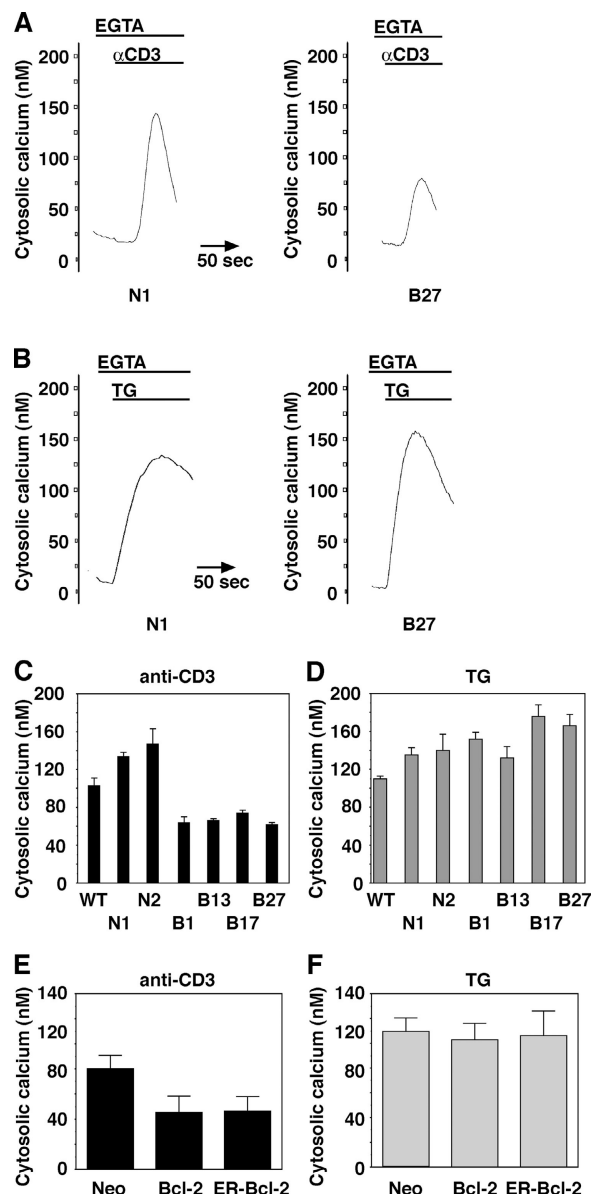 A
EGTA
αCD3
200
150
100
50
0
Cytosolic calcium (nM)
50 sec
N1
EGTA
αCD3
200
150
100
50
0
Cytosolic calcium (nM)
B27
B
EGTA
TG
200
150
100
50
0
Cytosolic calcium (nM)
50 sec
N1
EGTA
TG
200
150
100
50
0
Cytosolic calcium (nM)
B27
C
anti-CD3
200
160
120
80
40
0
Cytosolic calcium (nM)
WT N2 B13 B27
N1 B1 B17
D
TG
200
160
120
80
40
0
Cytosolic calcium (nM)
WT N2 B13 B27
N1 B1 B17
E
anti-CD3
140
120
80
40
0
Cytosolic calcium (nM)
Neo Bcl-2 ER-Bcl-2
F
TG
140
120
80
40
0
Cytosolic calcium (nM)
Neo Bcl-2 ER-Bcl-2